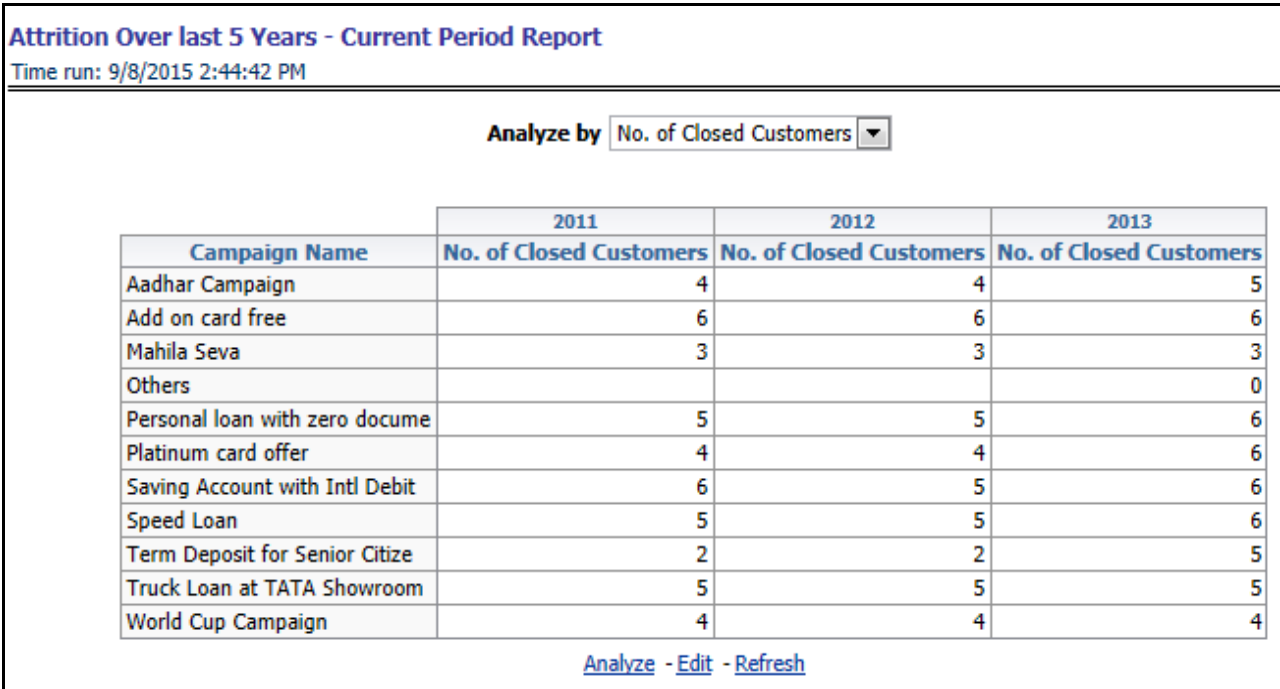 Attrition Over last 5 Years - Current Period Report
Time run: 9/8/2015 2:44:42 PM
Analyze by No. of Closed Customers
2011 2012 2013
Campaign Name No. of Closed Customers No. of Closed Customers No. of Closed Customers
Aadhar Campaign 4 4 5
Add on card free 6 6 6
Mahila Seva 3 3 3
Others 0
Personal loan with zero docume 5 5 6
Platinum card offer 4 4 6
Saving Account with Intl Debit 6 5 6
Speed Loan 5 5 6
Term Deposit for Senior Citize 2 2 5
Truck Loan at TATA Showroom 5 5 5
World Cup Campaign 4 4 4
Analyze - Edit - Refresh